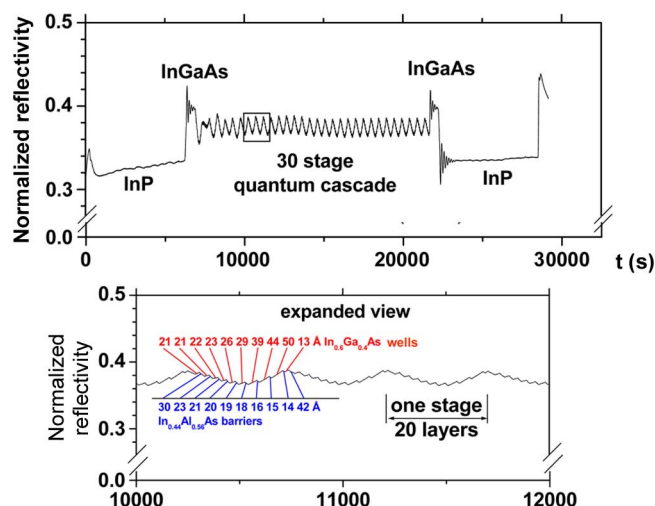 0.5
InGaAs
InGaAs
0.4
Normalized reflectivity
0.3
InP
30 stage
quantum cascade
InP
0.0
0 10000 20000 30000 t (s)
0.5
expanded view
21 21 22 23 26 29 39 44 50 13 Å In0.6Ga0.4As wells
0.4
Normalized
reflectivity
30 23 21 20 19 18 16 15 14 42 Å
In0.44Al0.56As barriers
one stage
20 layers
0.3
0.0
10000 11000 12000